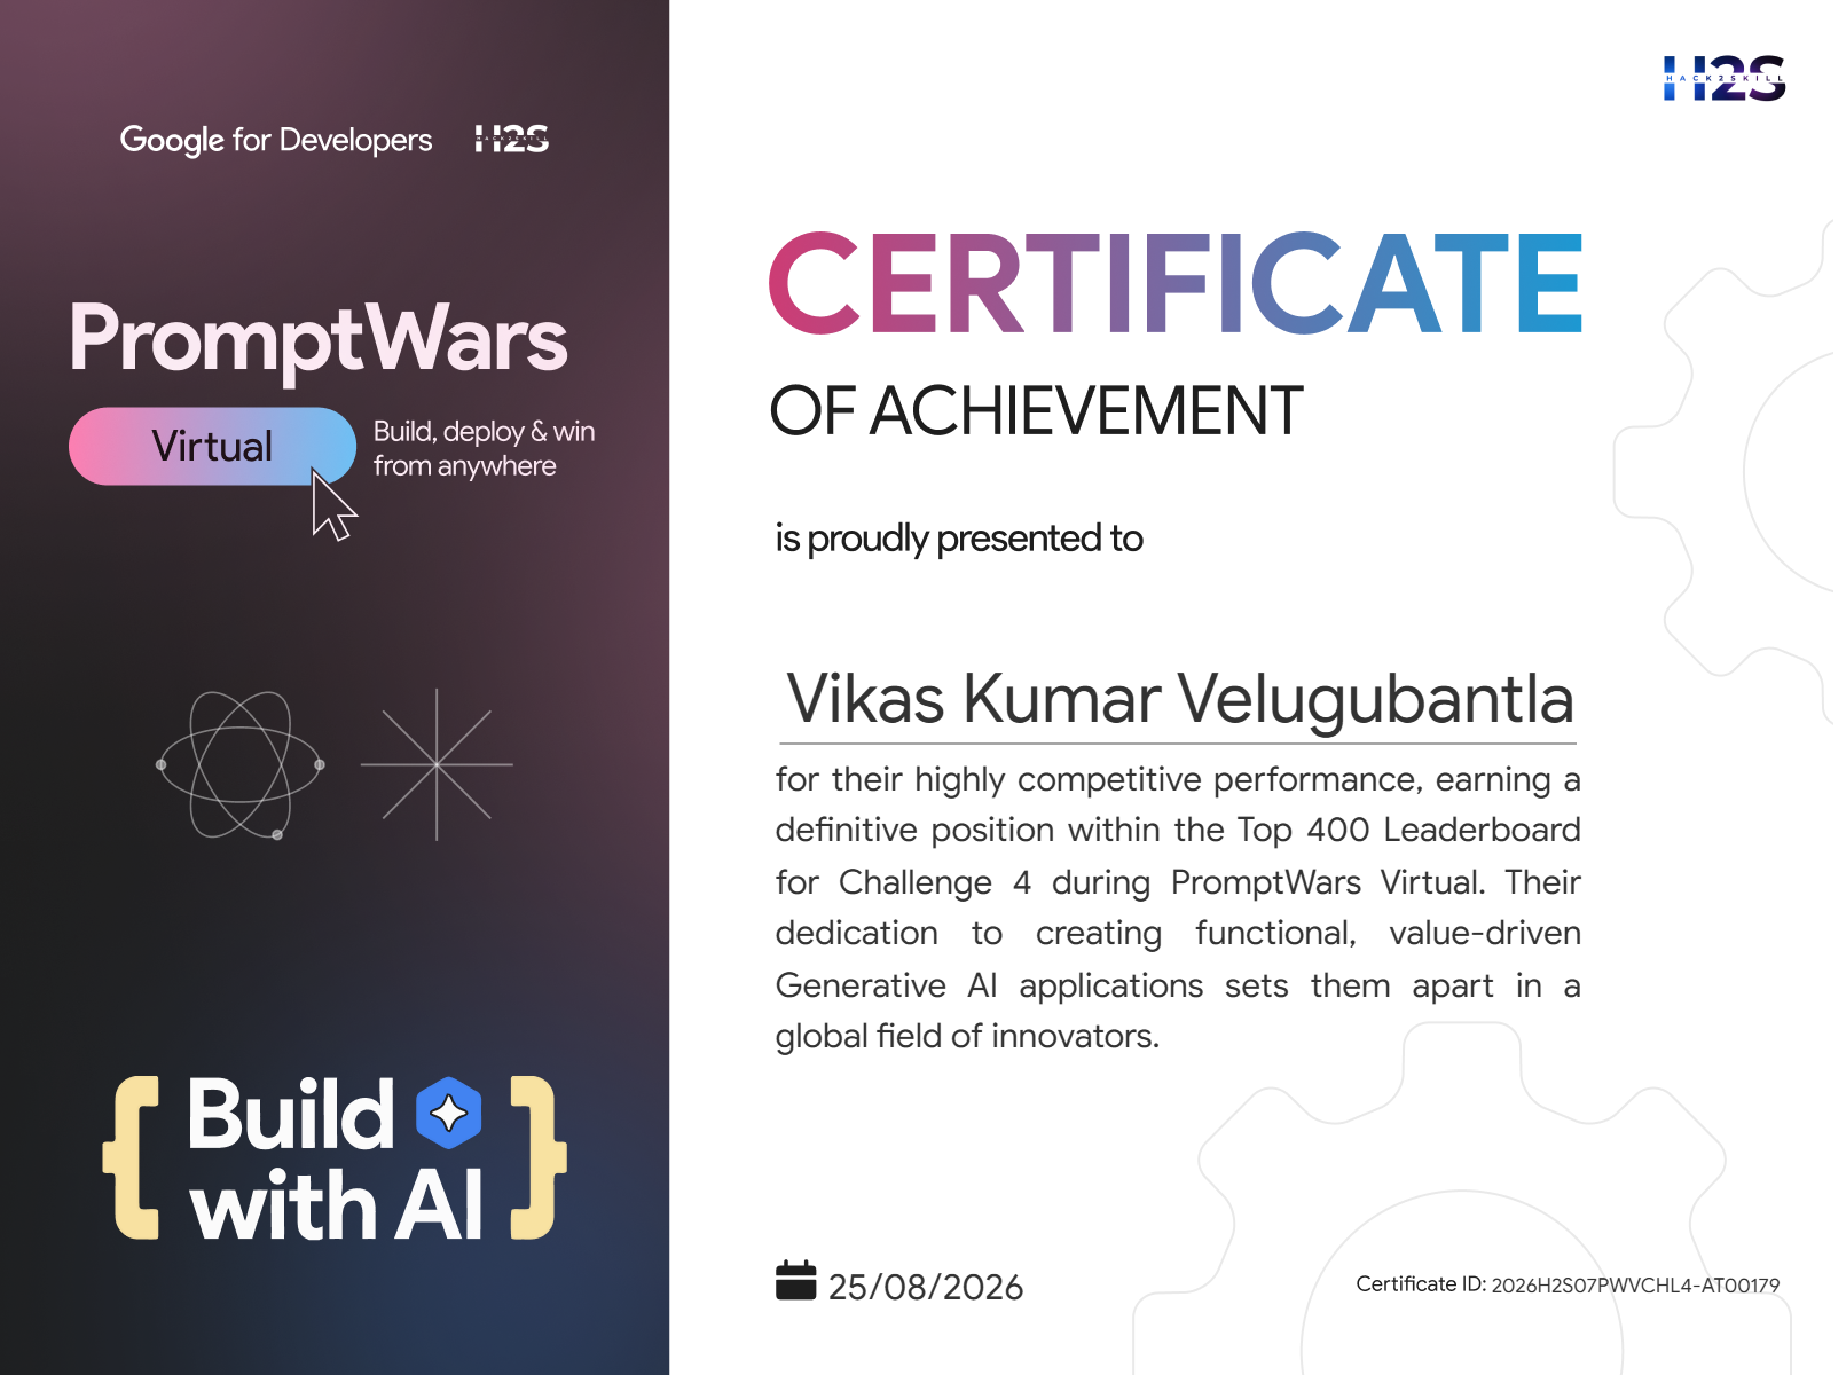 Google for Developers
H2S
HACK2SKILL
PromptWars
Virtual
Build, deploy & win
from anywhere
Build
with AI
H2S
HACK2SKILL
CERTIFICATE
OF ACHIEVEMENT
is proudly presented to
Vikas Kumar Velugubantla
for their highly competitive performance, earning a
definitive position within the Top 400 Leaderboard
for Challenge 4 during PromptWars Virtual. Their
dedication to creating functional, value-driven
Generative AI applications sets them apart in a
global field of innovators.
25/08/2026
Certificate ID: 2026H2S07PWVCHL4-AT00179